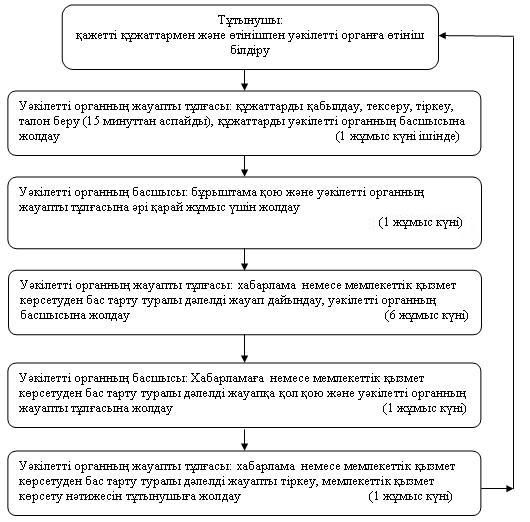 Тұтынушы:
қажетті құжаттармен және өтінішпен уәкілетті органға өтініш
білдіру
Уәкілетті органның жауапты тұлғасы: құжаттарды қабылдау, тексеру, тіркеу,
талон беру (15 минуттан аспайды), құжаттарды уәкілетті органның басшысына
жолдау (1 жұмыс күні ішінде)
Уәкілетті органның басшысы: бұрыштама қою және уәкілетті органның
жауапты тұлғасына әрі қарай жұмыс үшін жолдау
(1 жұмыс күні)
Уәкілетті органның жауапты тұлғасы: хабарлама немесе мемлекеттік қызмет
көрсетуден бас тарту туралы дәлелді жауап дайындау, уәкілетті органның
басшысына жолдау (6 жұмыс күні)
Уәкілетті органның басшысы: Хабарламаға немесе мемлекеттік қызмет
көрсетуден бас тарту туралы дәлелді жауапқа қол қою және уәкілетті органның
жауапты тұлғасына жолдау (1 жұмыс күні)
Уәкілетті органның жауапты тұлғасы: хабарлама немесе мемлекеттік қызмет
көрсетуден бас тарту туралы дәлелді жауапты тіркеу, мемлекеттік қызмет
көрсету нәтижесін тұтынушыға жолдау (1 жұмыс күні)